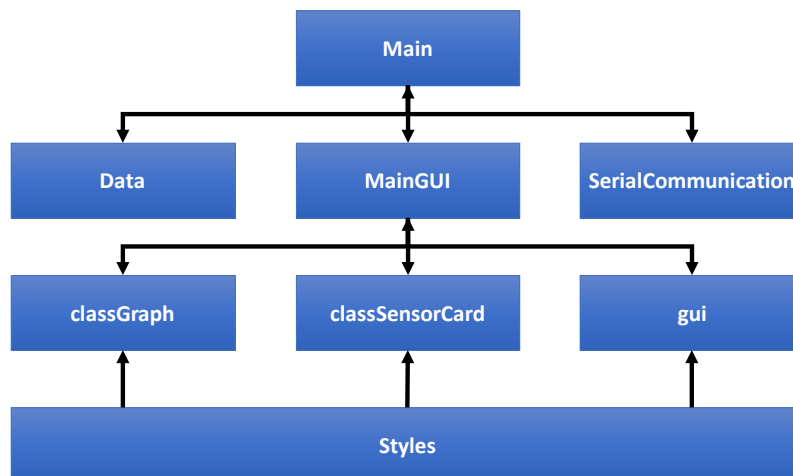 Main
Data
MainGUI
SerialCommunication
classGraph
classSensorCard
gui
Styles